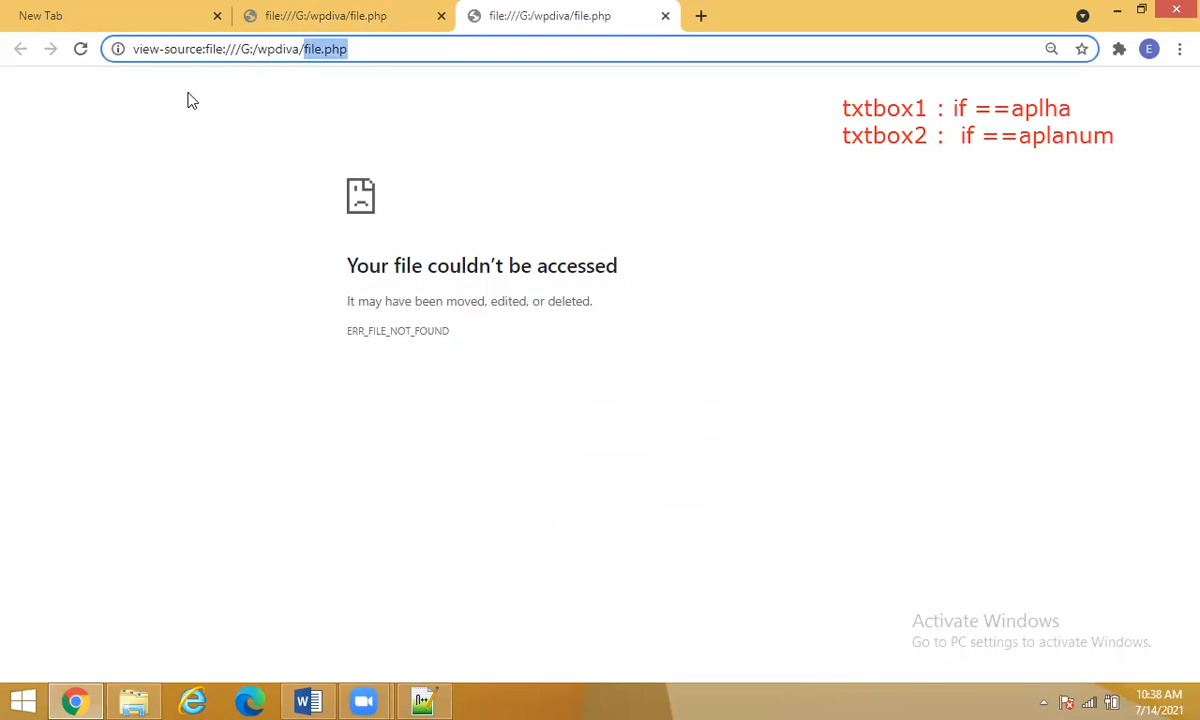 New Tab
file:///G:/wpdiva/file.php
file:///G:/wpdiva/file.php
view-source:file:///G:/wpdiva/file.php
E
txtbox1 : if ==aplha
txtbox2 : if ==aplanum
Your file couldn't be accessed
It may have been moved, edited, or deleted.
ERR_FILE_NOT_FOUND
Activate Windows
Go to PC settings to activate Windows.
10:38 AM
7/14/2021